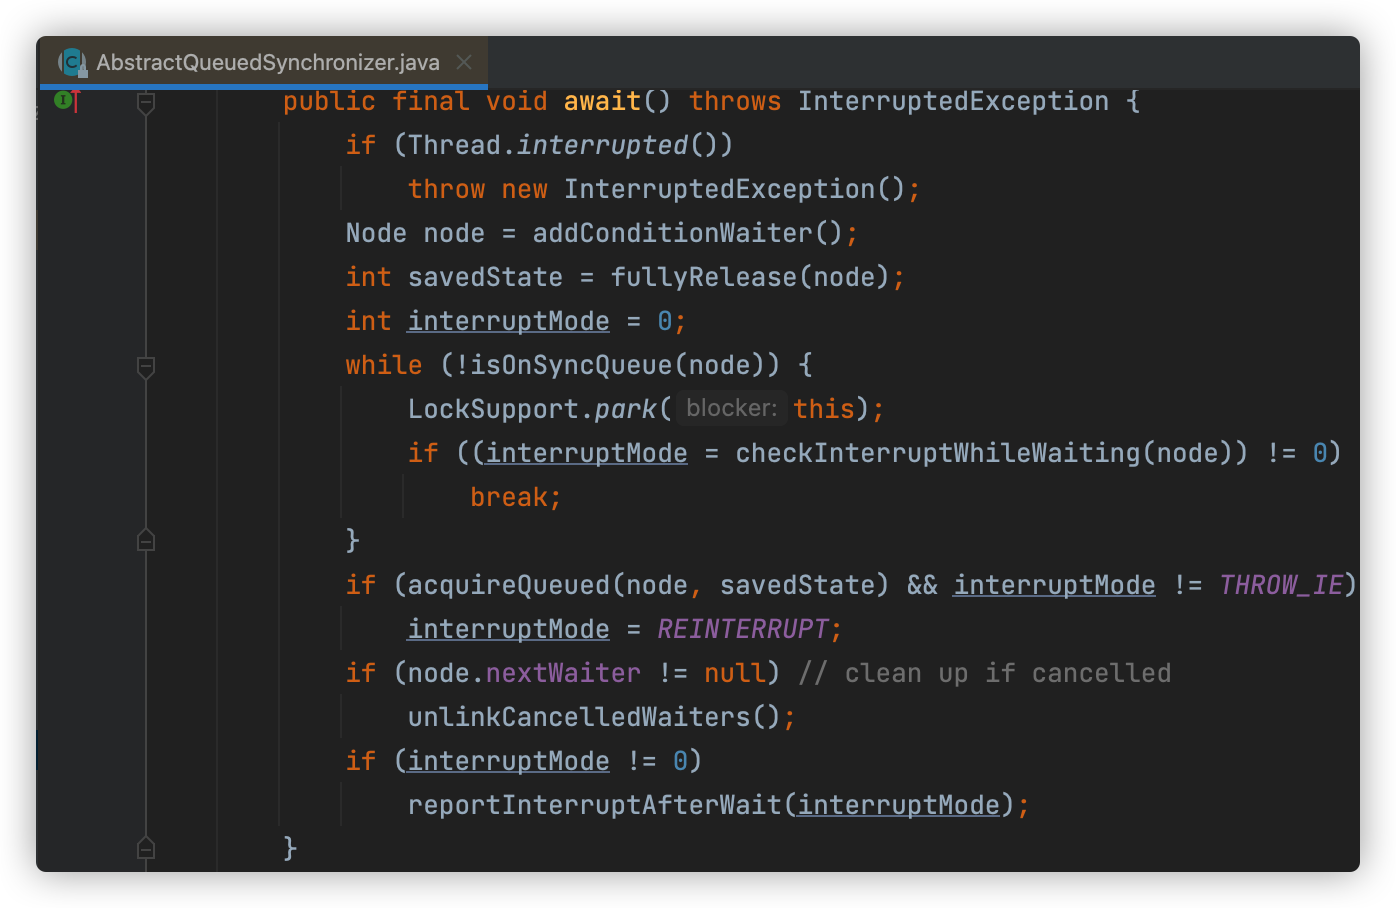 AbstractQueuedSynchronizer.java
public final void await() throws InterruptedException {
if (Thread.interrupted())
throw new InterruptedException();
Node node = addConditionWaiter();
int savedState = fullyRelease(node);
int interruptMode = 0;
while (!isOnSyncQueue(node)) {
LockSupport.park( blocker: this);
if ((interruptMode = checkInterruptWhileWaiting(node)) != 0)
break;
}
if (acquireQueued(node, savedState) && interruptMode != THROW_IE)
interruptMode = REINTERRUPT;
if (node.nextWaiter != null) // clean up if cancelled
unlinkCancelledWaiters();
if (interruptMode != 0)
reportInterruptAfterWait(interruptMode);
}